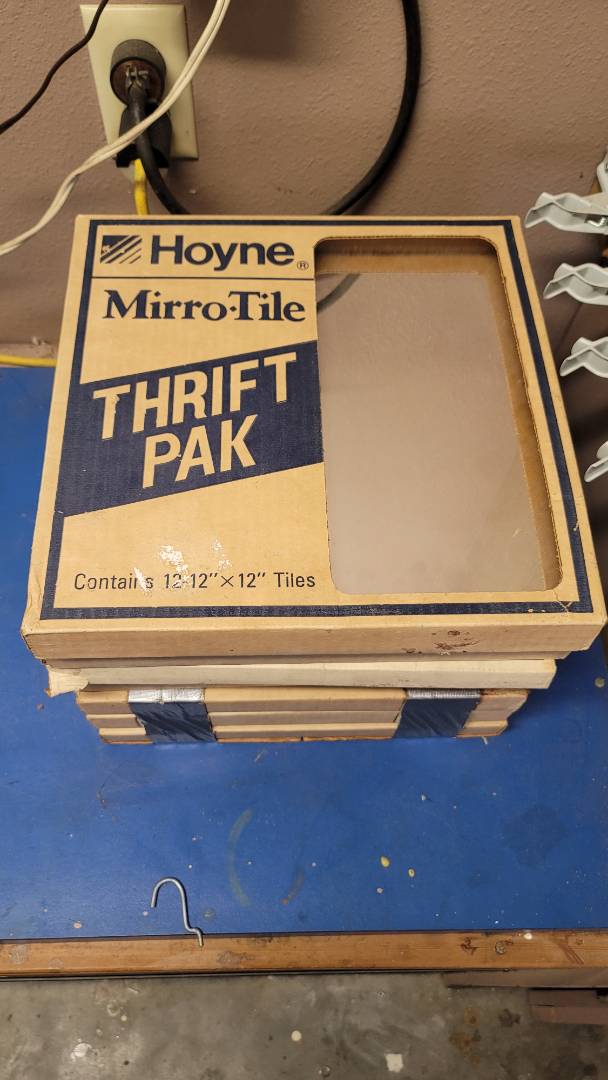 Hoyne®
Mirro·Tile
THRIFT
PAK
Contains 12-12"×12" Tiles